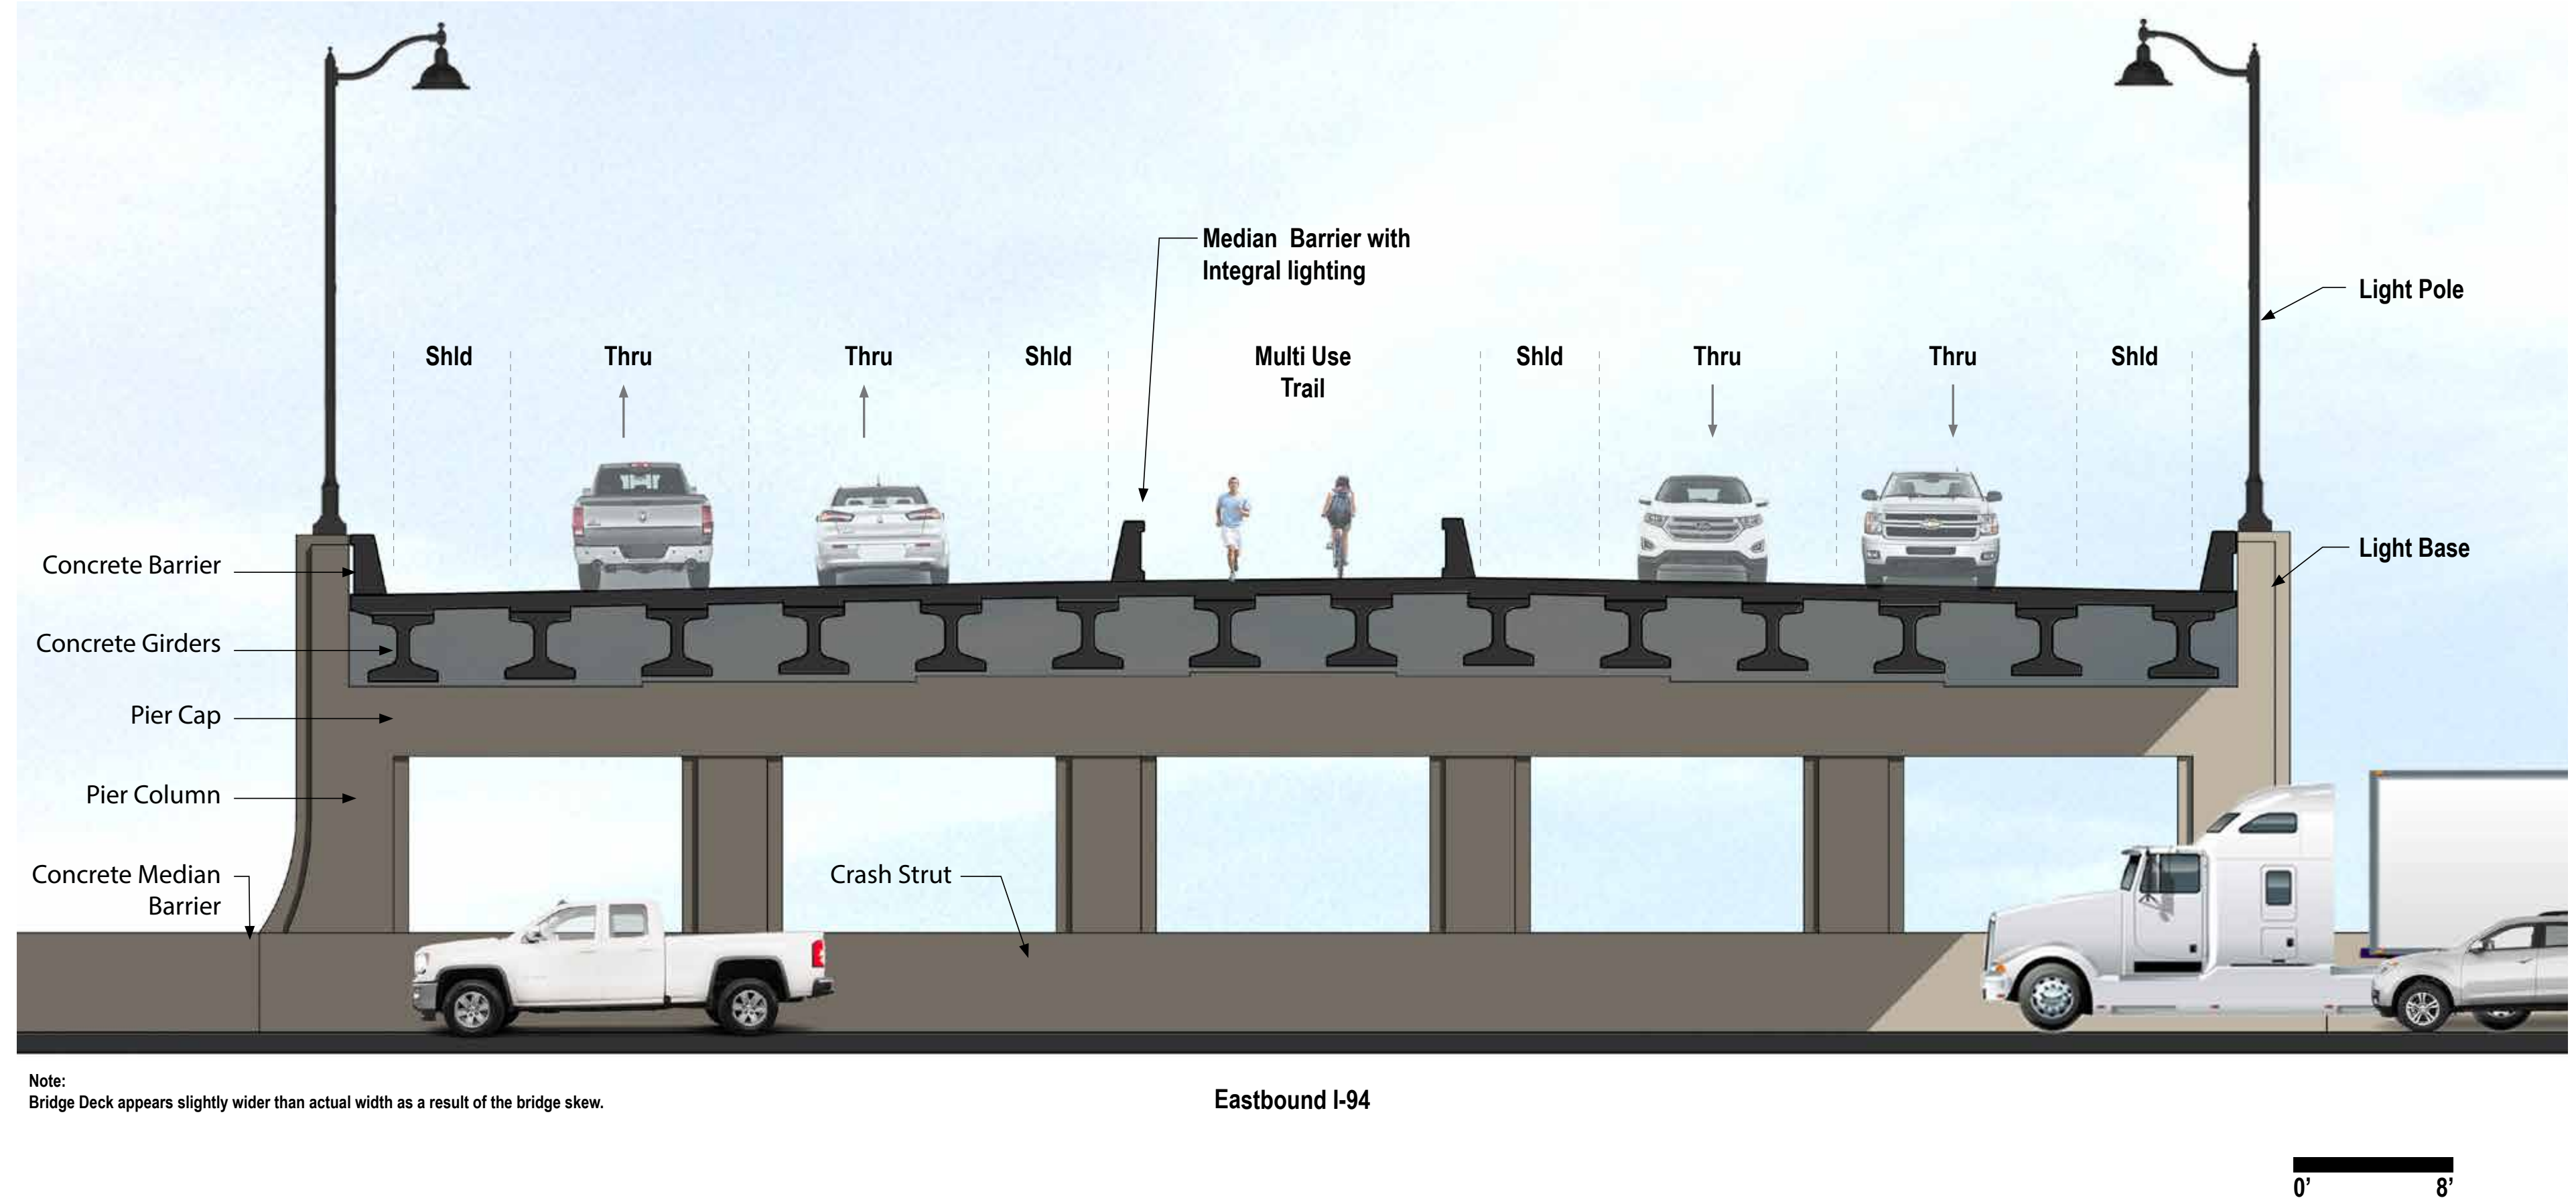 Median  Barrier with
Integral lighting
Light Pole
Shld
Thru
Thru
Shld
Multi Use
Trail
Shld
Thru
Thru
Shld
Concrete Barrier
Light Base
Concrete Girders
Pier Cap
Pier Column
Concrete Median
Barrier
Crash Strut
Note:
Bridge Deck appears slightly wider than actual width as a result of the bridge skew.
Eastbound I-94
0’
8’